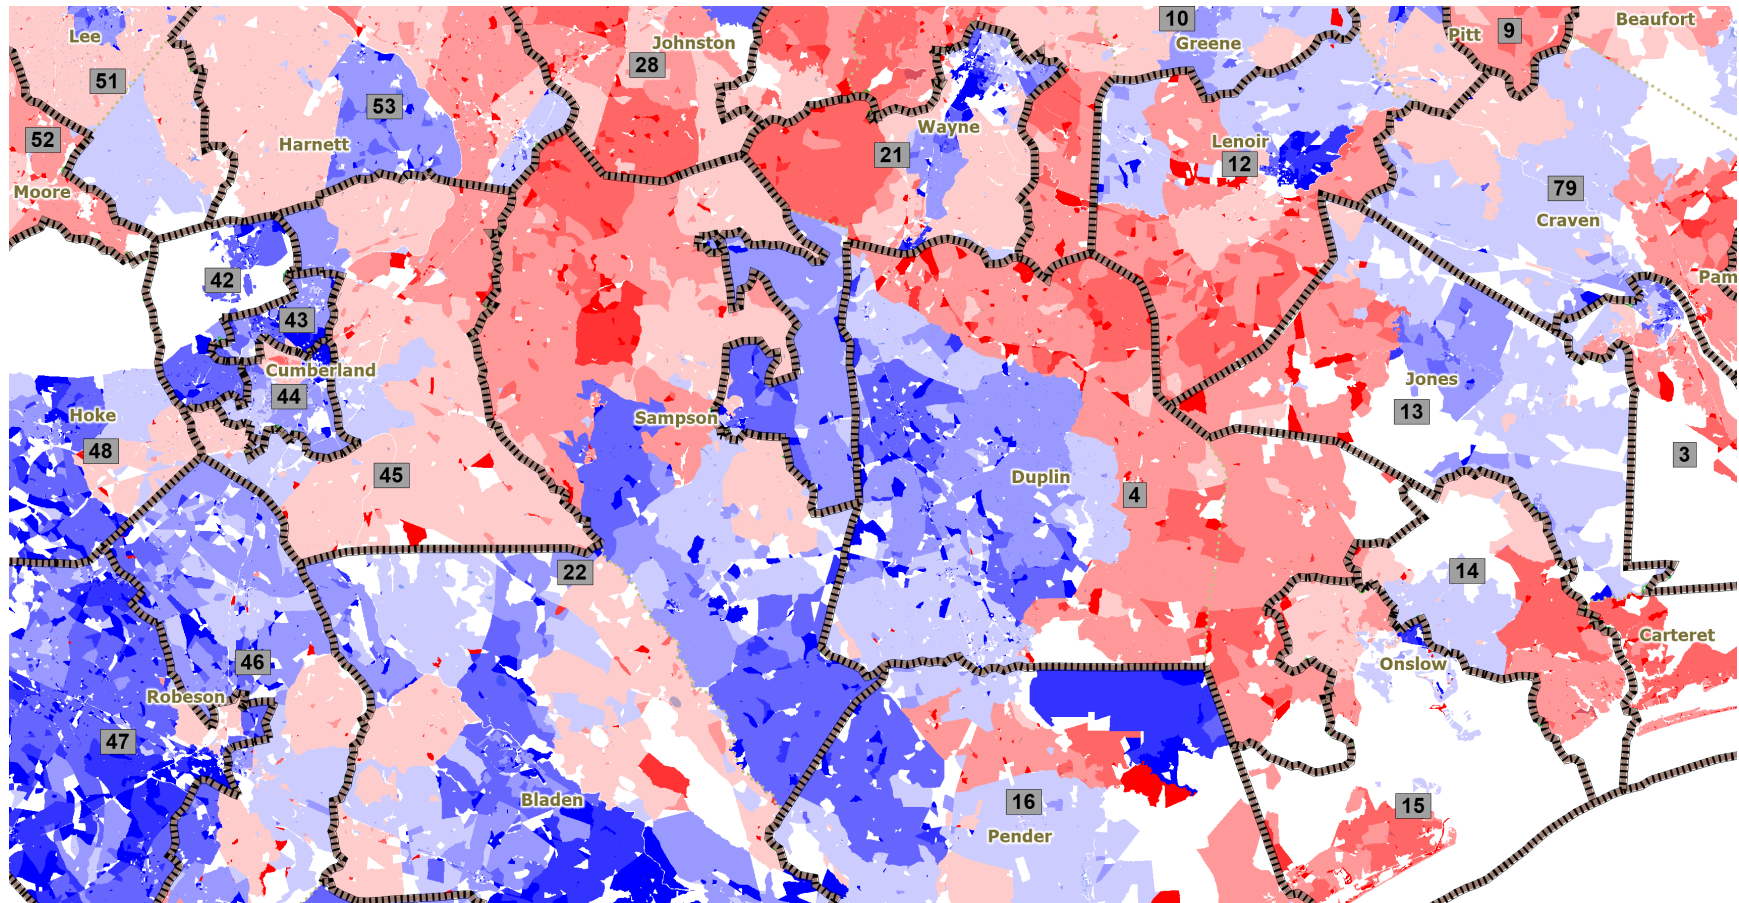 10
Beaufort
Lee
Johnston
Greene
Pitt
9
28
51
53
52
Wayne
Harnett
21
Lenoir
12
Moore
79
Craven
42
Pam
43
Cumberland
44
Jones
13
Hoke
Sampson
48
3
45
Duplin
4
22
14
Carteret
46
Onslow
Robeson
47
Bladen
16
15
Pender